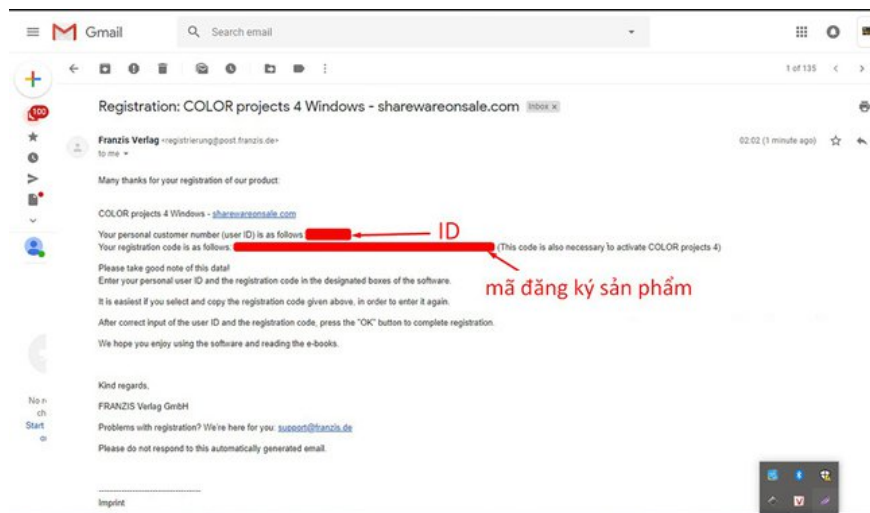 Gmail
Search email
1 of 135
100
Registration: COLOR projects 4 Windows - sharewareonsale.com Inbox x
Franzis Verlag <registrierung@post.franzis.de>
02:02 (1 minute ago)
to me
Many thanks for your registration of our product:
COLOR projects 4 Windows - sharewareonsale.com
Your personal customer number (user ID) is as follows:
ID
Your registration code is as follows: (This code is also necessary to activate COLOR projects 4)
Please take good note of this data!
Enter your personal user ID and the registration code in the designated boxes of the software.
mã đăng ký sản phẩm
It is easiest if you select and copy the registration code given above, in order to enter it again.
After correct input of the user ID and the registration code, press the "OK" button to complete registration.
We hope you enjoy using the software and reading the e-books.
Kind regards,
FRANZIS Verlag GmbH
Problems with registration? We're here for you: support@franzis.de
Please do not respond to this automatically generated email.
------------------------------------
Imprint
No r
ch
Start